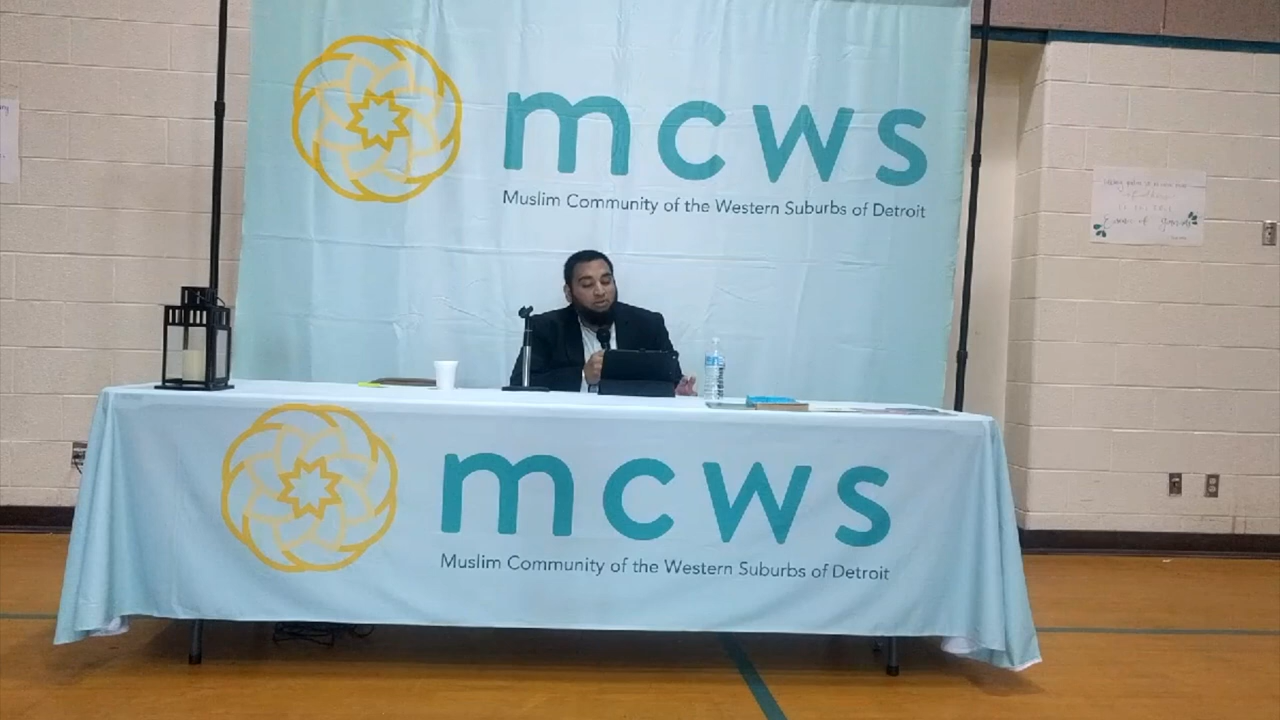 mcws
Muslim Community of the Western Suburbs of Detroit
mcws
Muslim Community of the Western Suburbs of Detroit